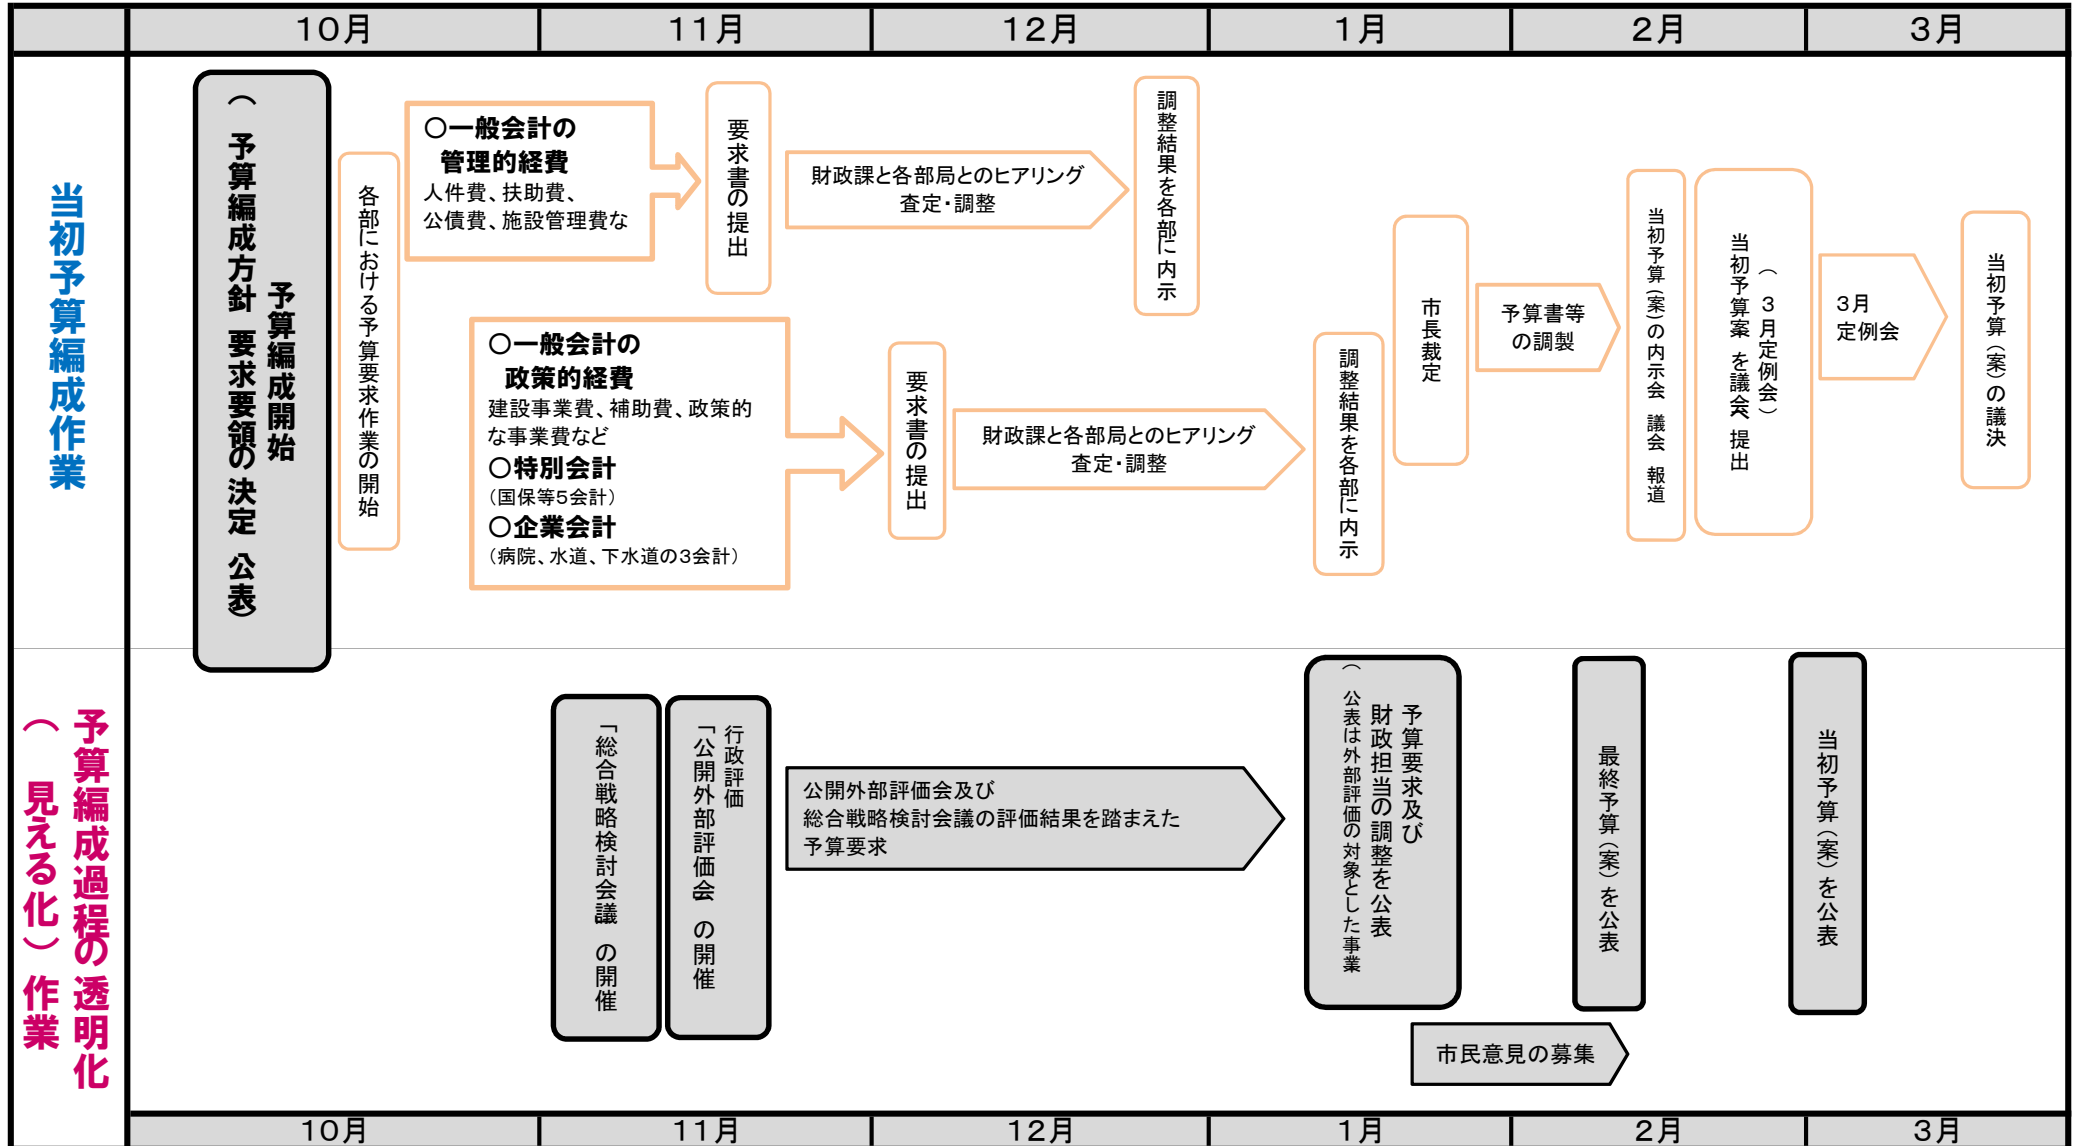 10月
11月
12月
1月
2月
3月
当初予算編成作業
予算編成開始
（予算編成方針 要求要領の決定 公表）
各部における予算要求作業の開始
○一般会計の
管理的経費
人件費、扶助費、
公債費、施設管理費な
要求書の提出
財政課と各部局とのヒアリング
査定・調整
調整結果を各部に内示
○一般会計の
政策的経費
建設事業費、補助費、政策的
な事業費など
○特別会計
（国保等5会計）
○企業会計
（病院、水道、下水道の3会計）
要求書の提出
財政課と各部局とのヒアリング
査定・調整
調整結果を各部に内示
市長裁定
予算書等
の調製
当初予算（案）の内示会 議会 報道
（3月定例会）
当初予算案 を議会へ提出
3月
定例会
当初予算（案）の議決
予算編成過程の透明化
（見える化）作業
「総合戦略検討会議」の開催
行政評価
「公開外部評価会」の開催
公開外部評価会及び
総合戦略検討会議の評価結果を踏まえた
予算要求
予算要求及び
財政担当の調整を公表
（公表は外部評価の対象とした事業
市民意見の募集
最終予算（案）を公表
当初予算（案）を公表
10月
11月
12月
1月
2月
3月